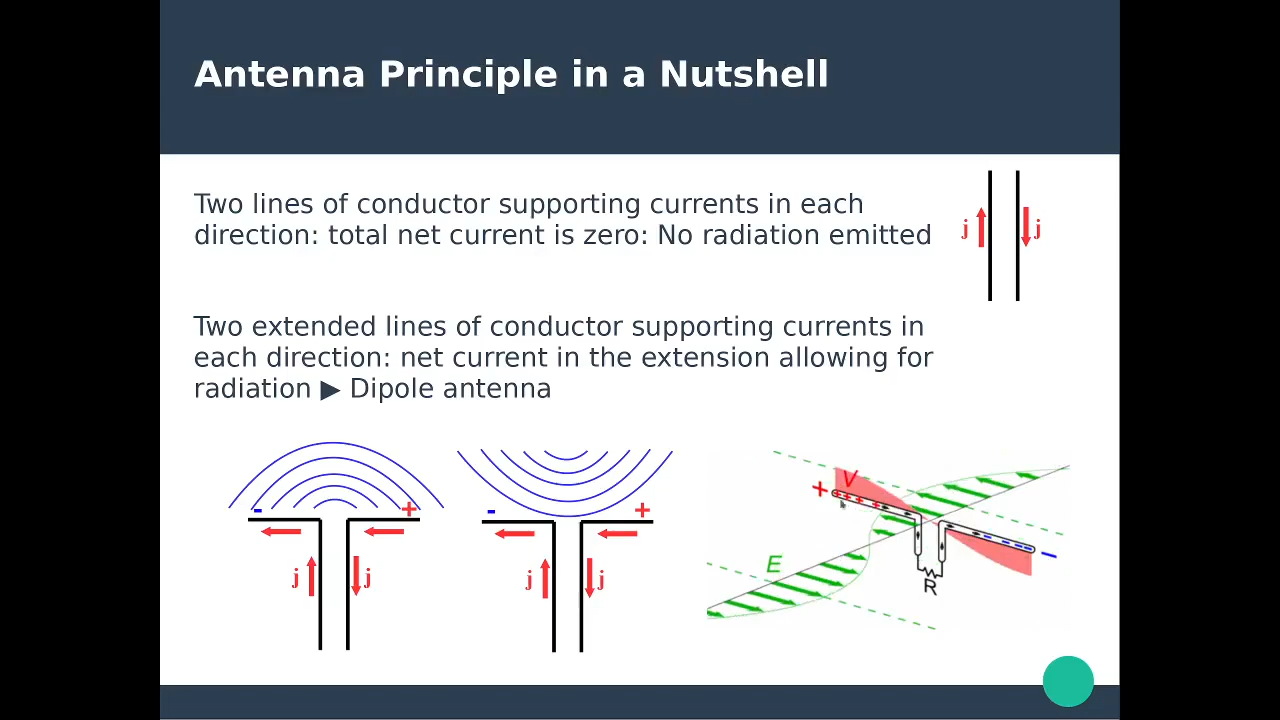 Antenna Principle in a Nutshell
Two lines of conductor supporting currents in each
direction: total net current is zero: No radiation emitted
j j
Two extended lines of conductor supporting currents in
each direction: net current in the extension allowing for
radiation ▶ Dipole antenna
- +
j j
- +
j j
+ V
E
R
-